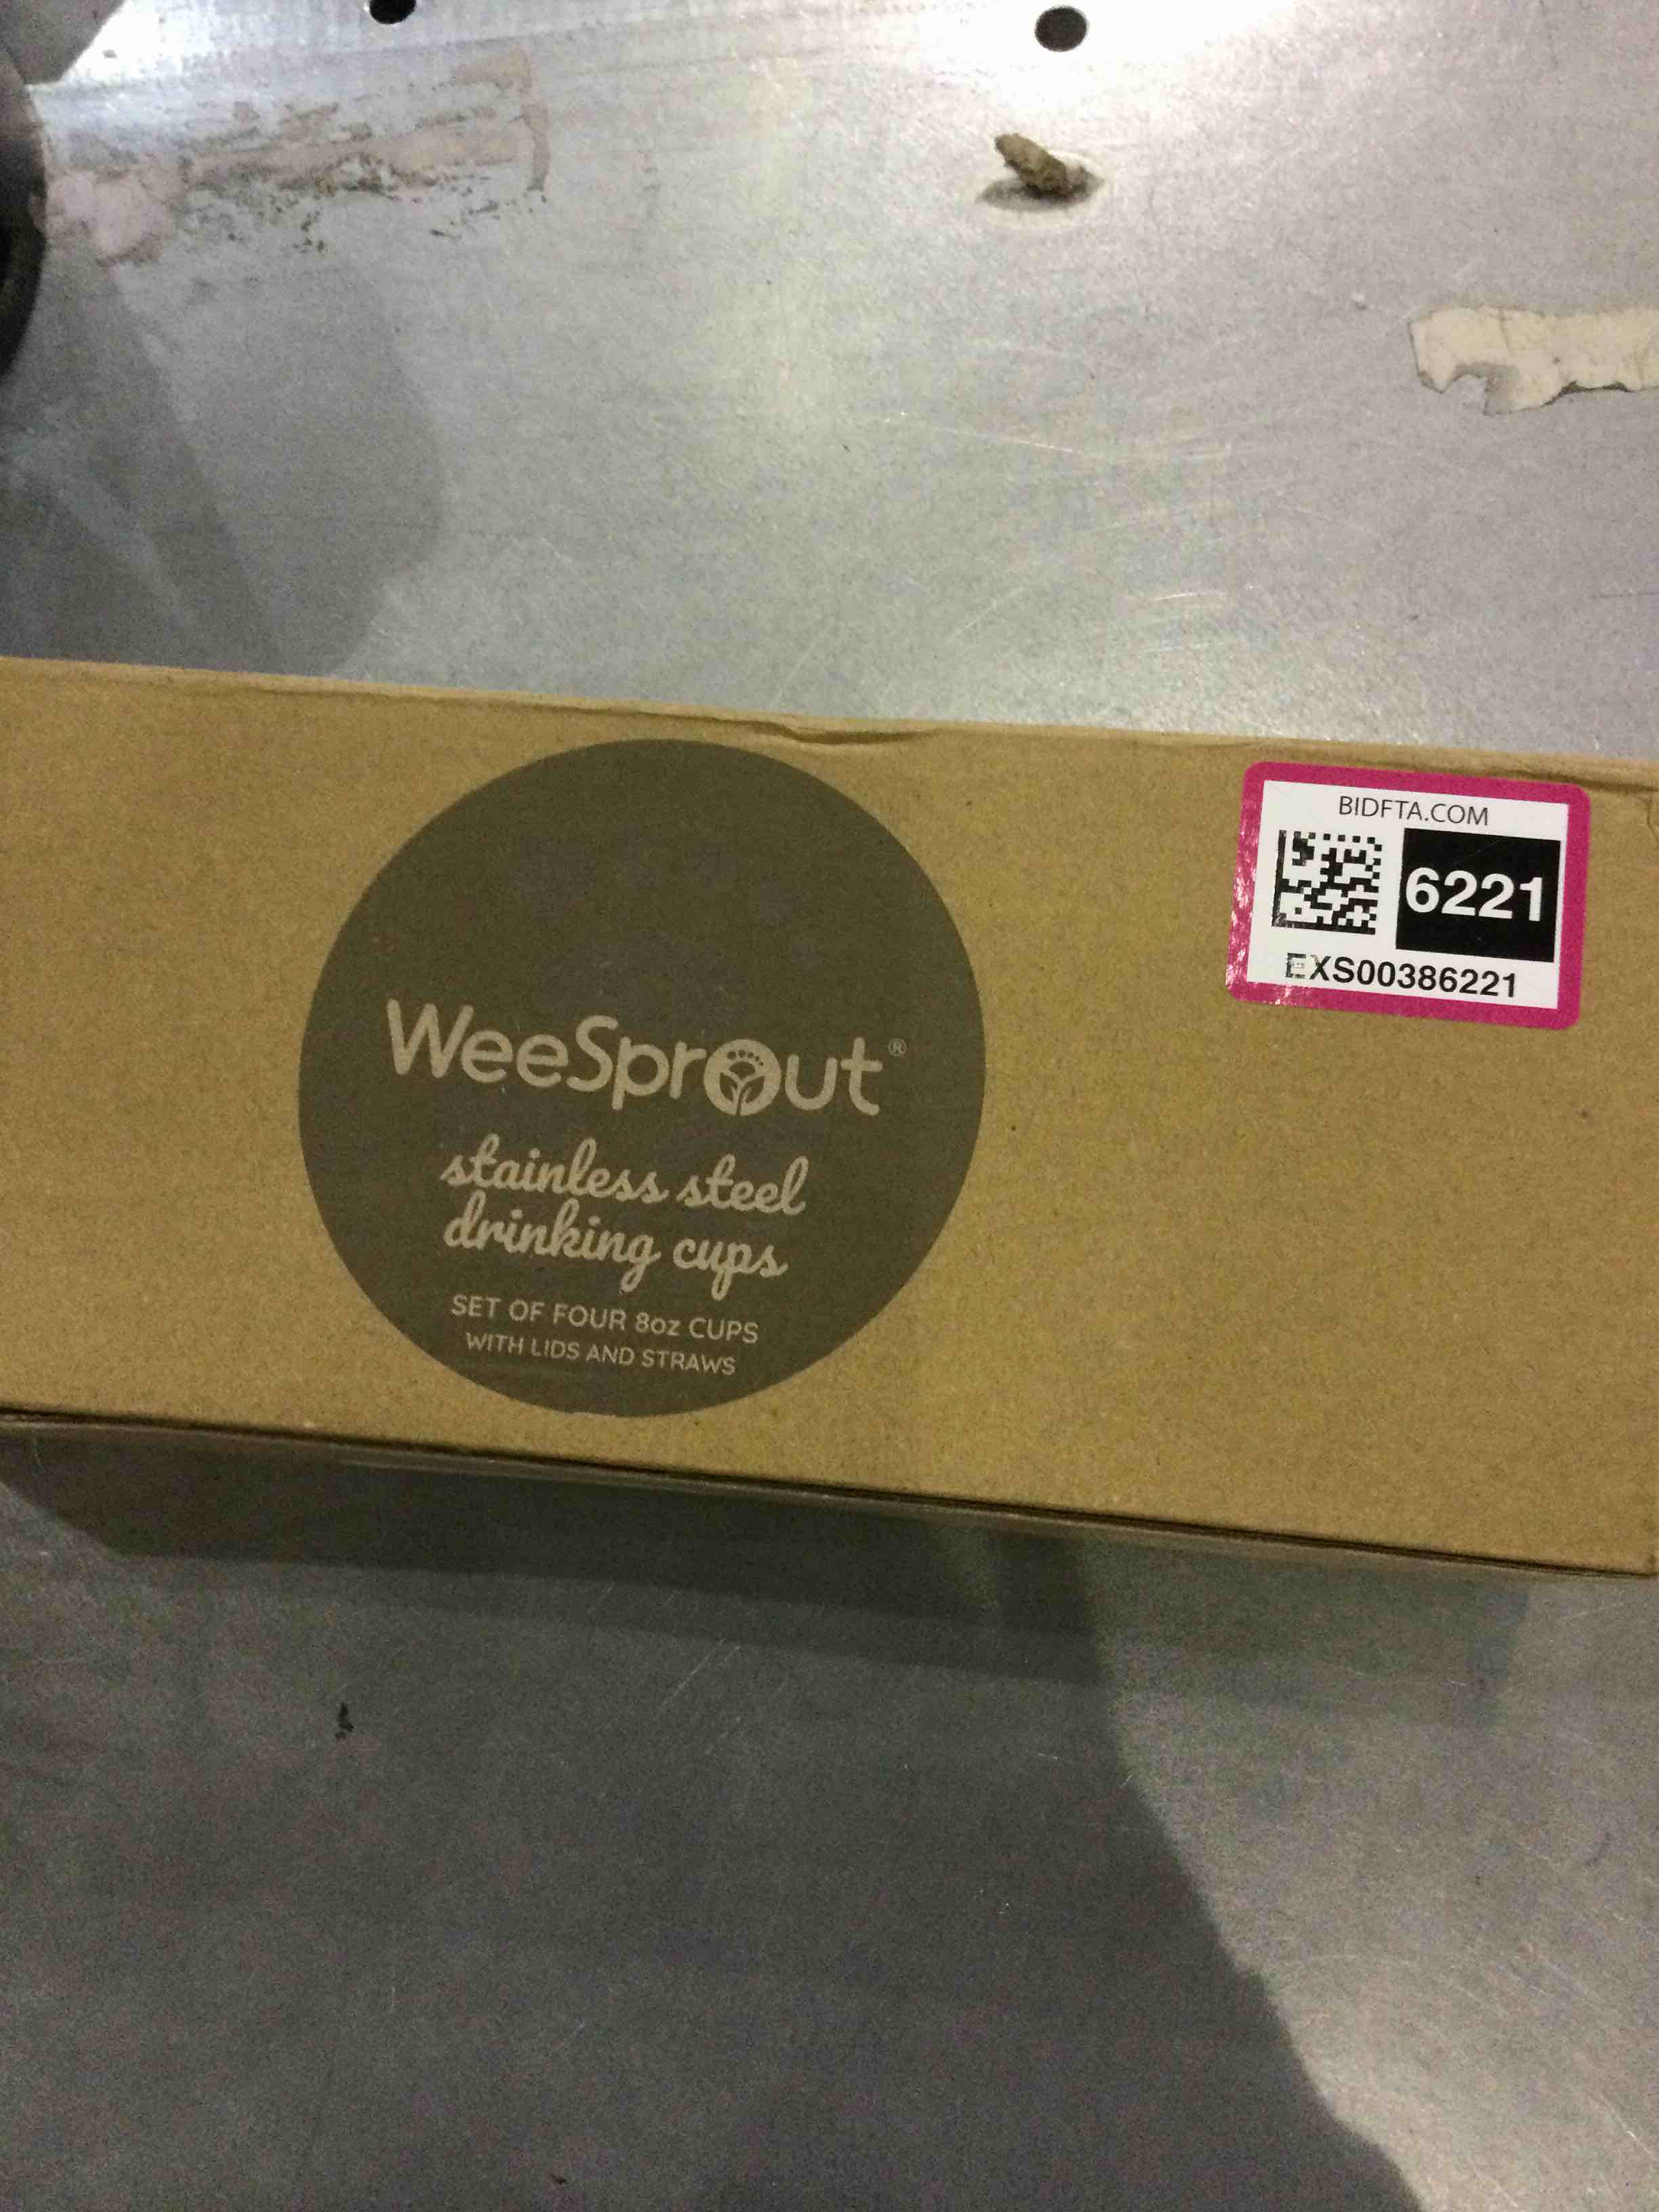 BIDFTA.COM
6221
EXS00386221
WeeSprout®
stainless steel
drinking cups
SET OF FOUR 8oz CUPS
WITH LIDS AND STRAWS